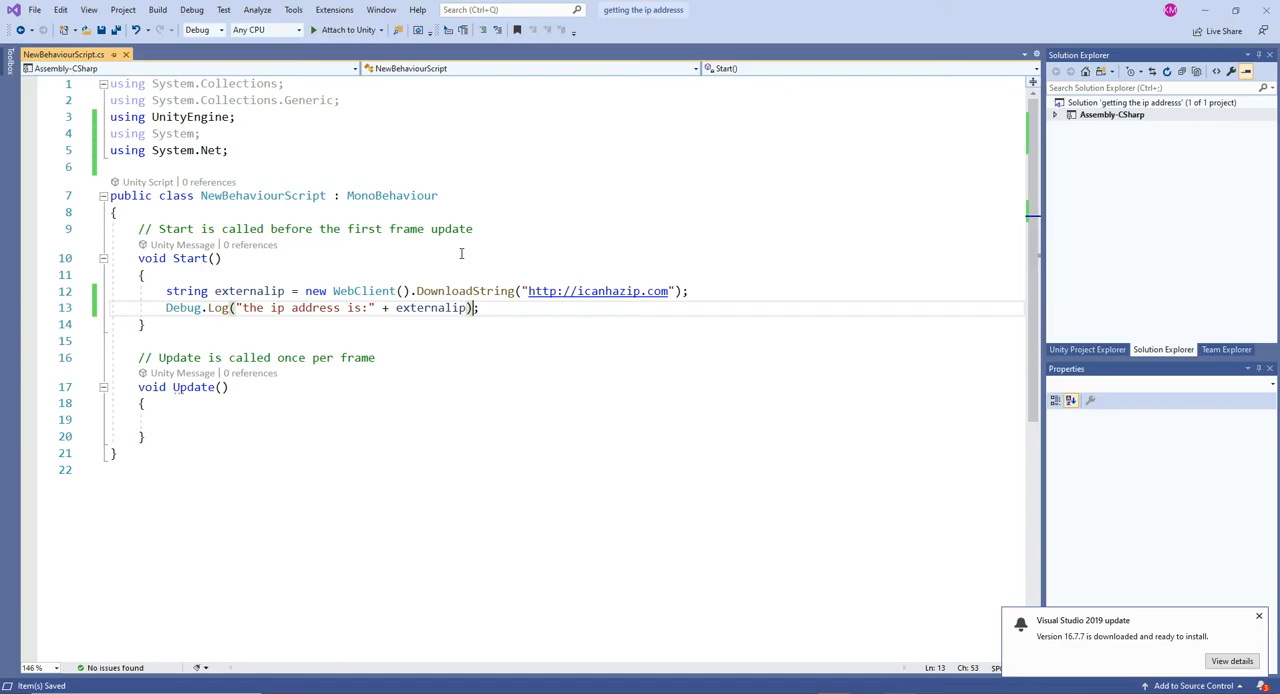 File Edit View Project Build Debug Test Analyze Tools Extensions Window Help Search (Ctrl+Q) getting the ip addresss KM
Debug Any CPU Attach to Unity Live Share
Toolbox
NewBehaviourScript.cs
Assembly-CSharp NewBehaviourScript Start()
1 using System.Collections;
2 using System.Collections.Generic;
3 using UnityEngine;
4 using System;
5 using System.Net;
6
Unity Script | 0 references
7 public class NewBehaviourScript : MonoBehaviour
8 {
9 // Start is called before the first frame update
Unity Message | 0 references
10 void Start()
11 {
12 string externalip = new WebClient().DownloadString("http://icanhazip.com");
13 Debug.Log("the ip address is:" + externalip);
14 }
15
16 // Update is called once per frame
Unity Message | 0 references
17 void Update()
18 {
19
20 }
21 }
22
Solution Explorer
Search Solution Explorer (Ctrl+;)
Solution 'getting the ip addresss' (1 of 1 project)
Assembly-CSharp
Unity Project Explorer Solution Explorer Team Explorer
Properties
Visual Studio 2019 update
Version 16.7.7 is downloaded and ready to install.
View details
146 % No issues found Ln: 13 Ch: 53
Item(s) Saved Add to Source Control